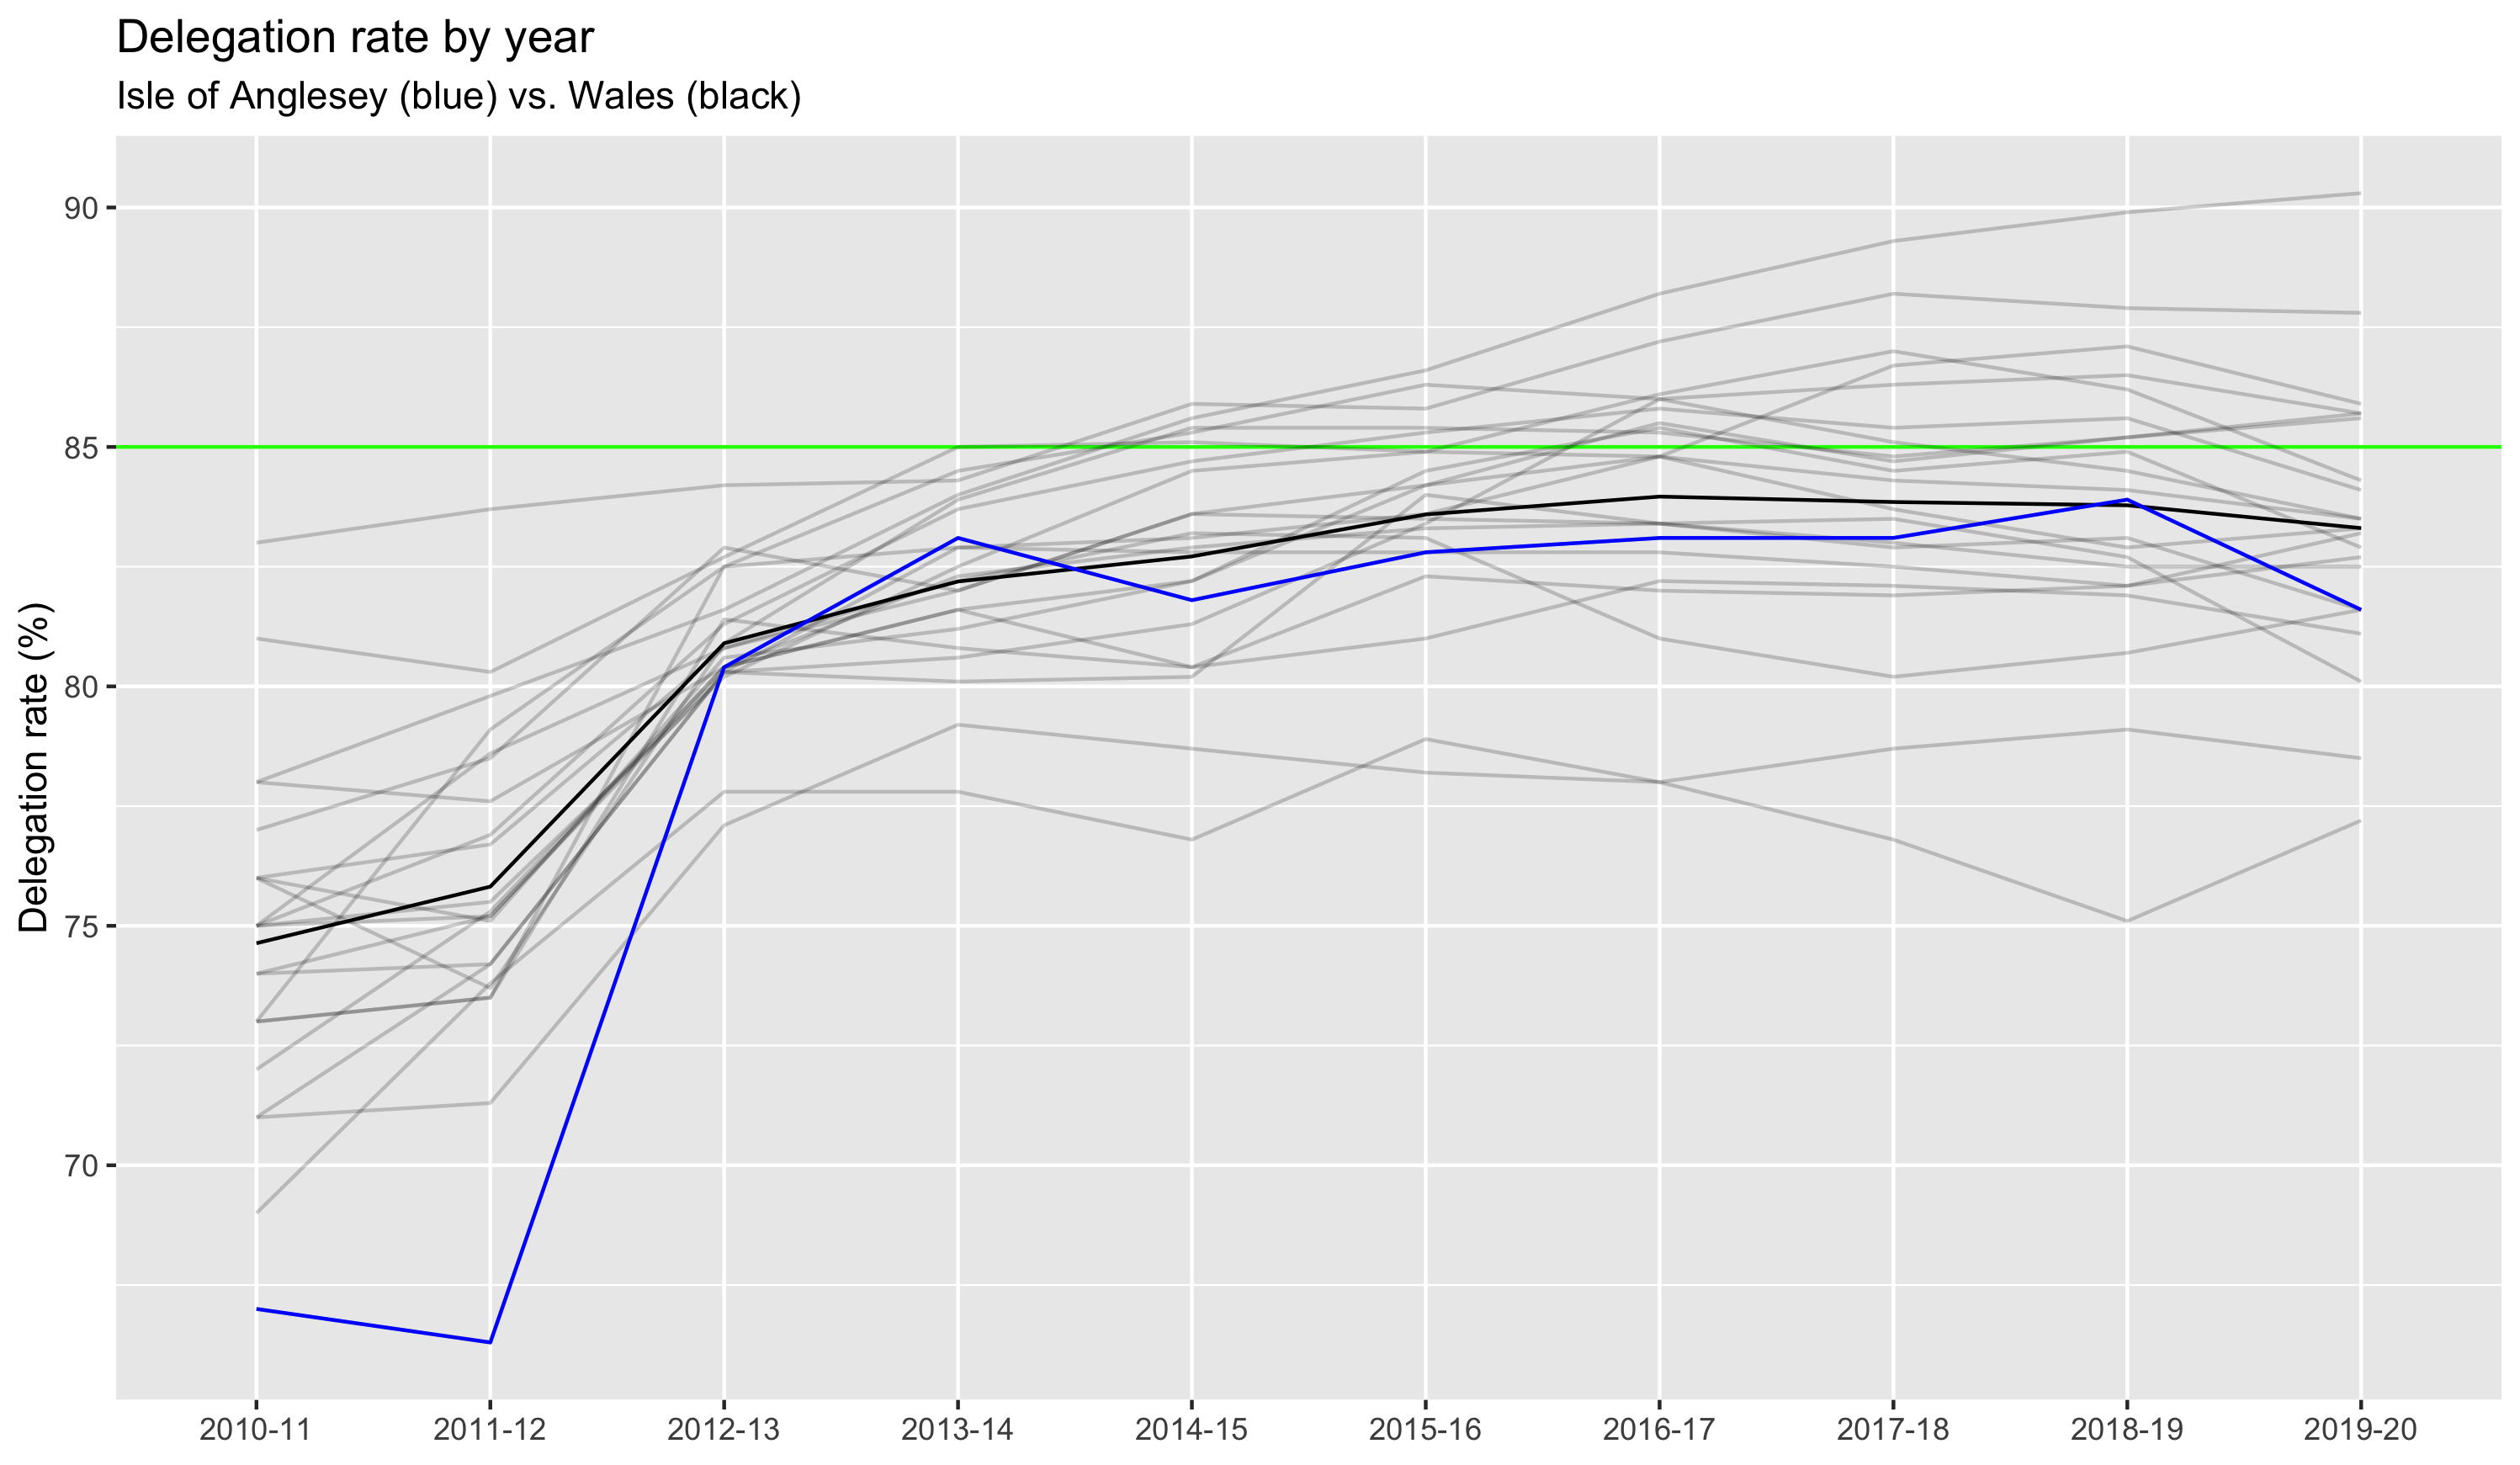 Delegation rate by year
Isle of Anglesey (blue) vs. Wales (black)
Delegation rate (%)
90
85
80
75
70
2010-11 2011-12 2012-13 2013-14 2014-15 2015-16 2016-17 2017-18 2018-19 2019-20